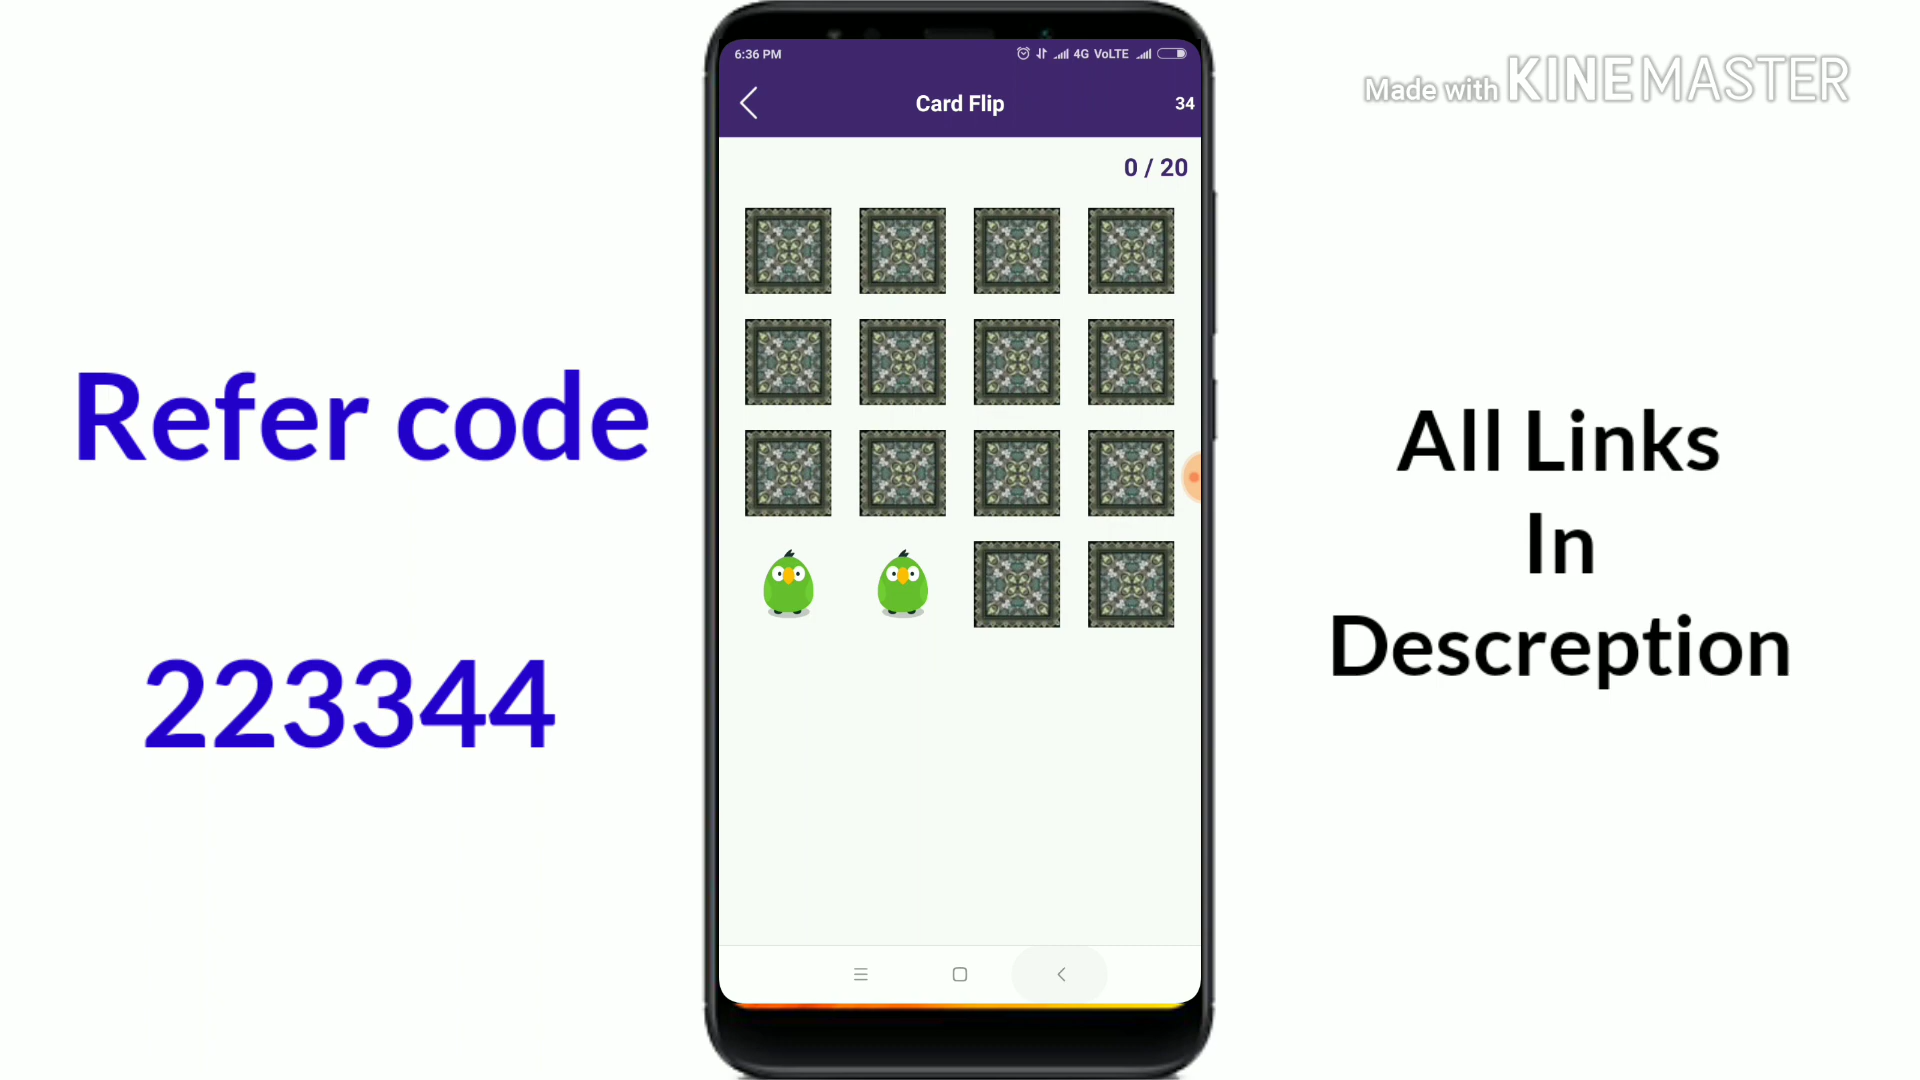 6:36 PM
4G VoLTE
Made with KINEMASTER
Card Flip
34
0 / 20
Refer code
223344
All Links
In
Descreption